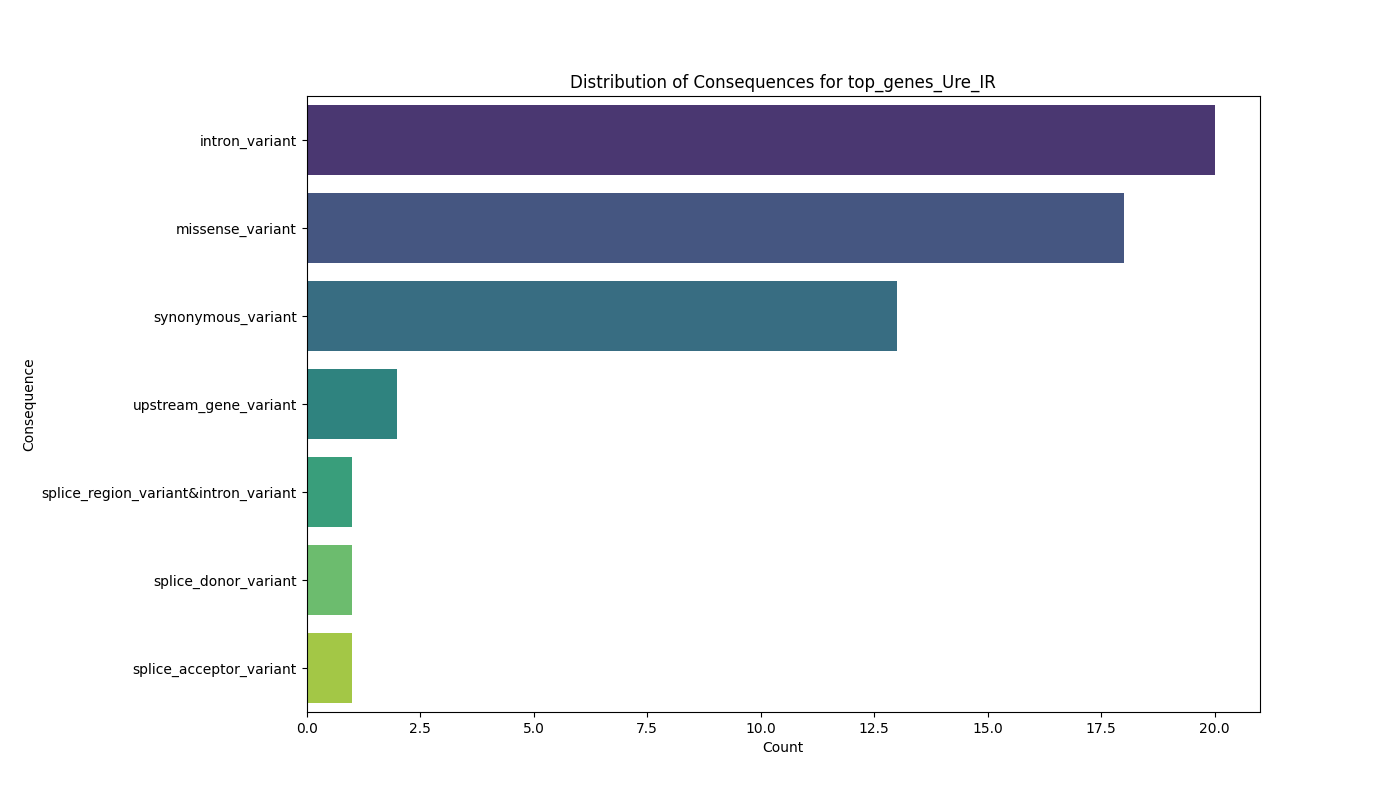 Distribution of Consequences for top_genes_Ure_IR
intron_variant
missense_variant
synonymous_variant
upstream_gene_variant
splice_region_variant&intron_variant
splice_donor_variant
splice_acceptor_variant
Consequence
0.0 2.5 5.0 7.5 10.0 12.5 15.0 17.5 20.0
Count